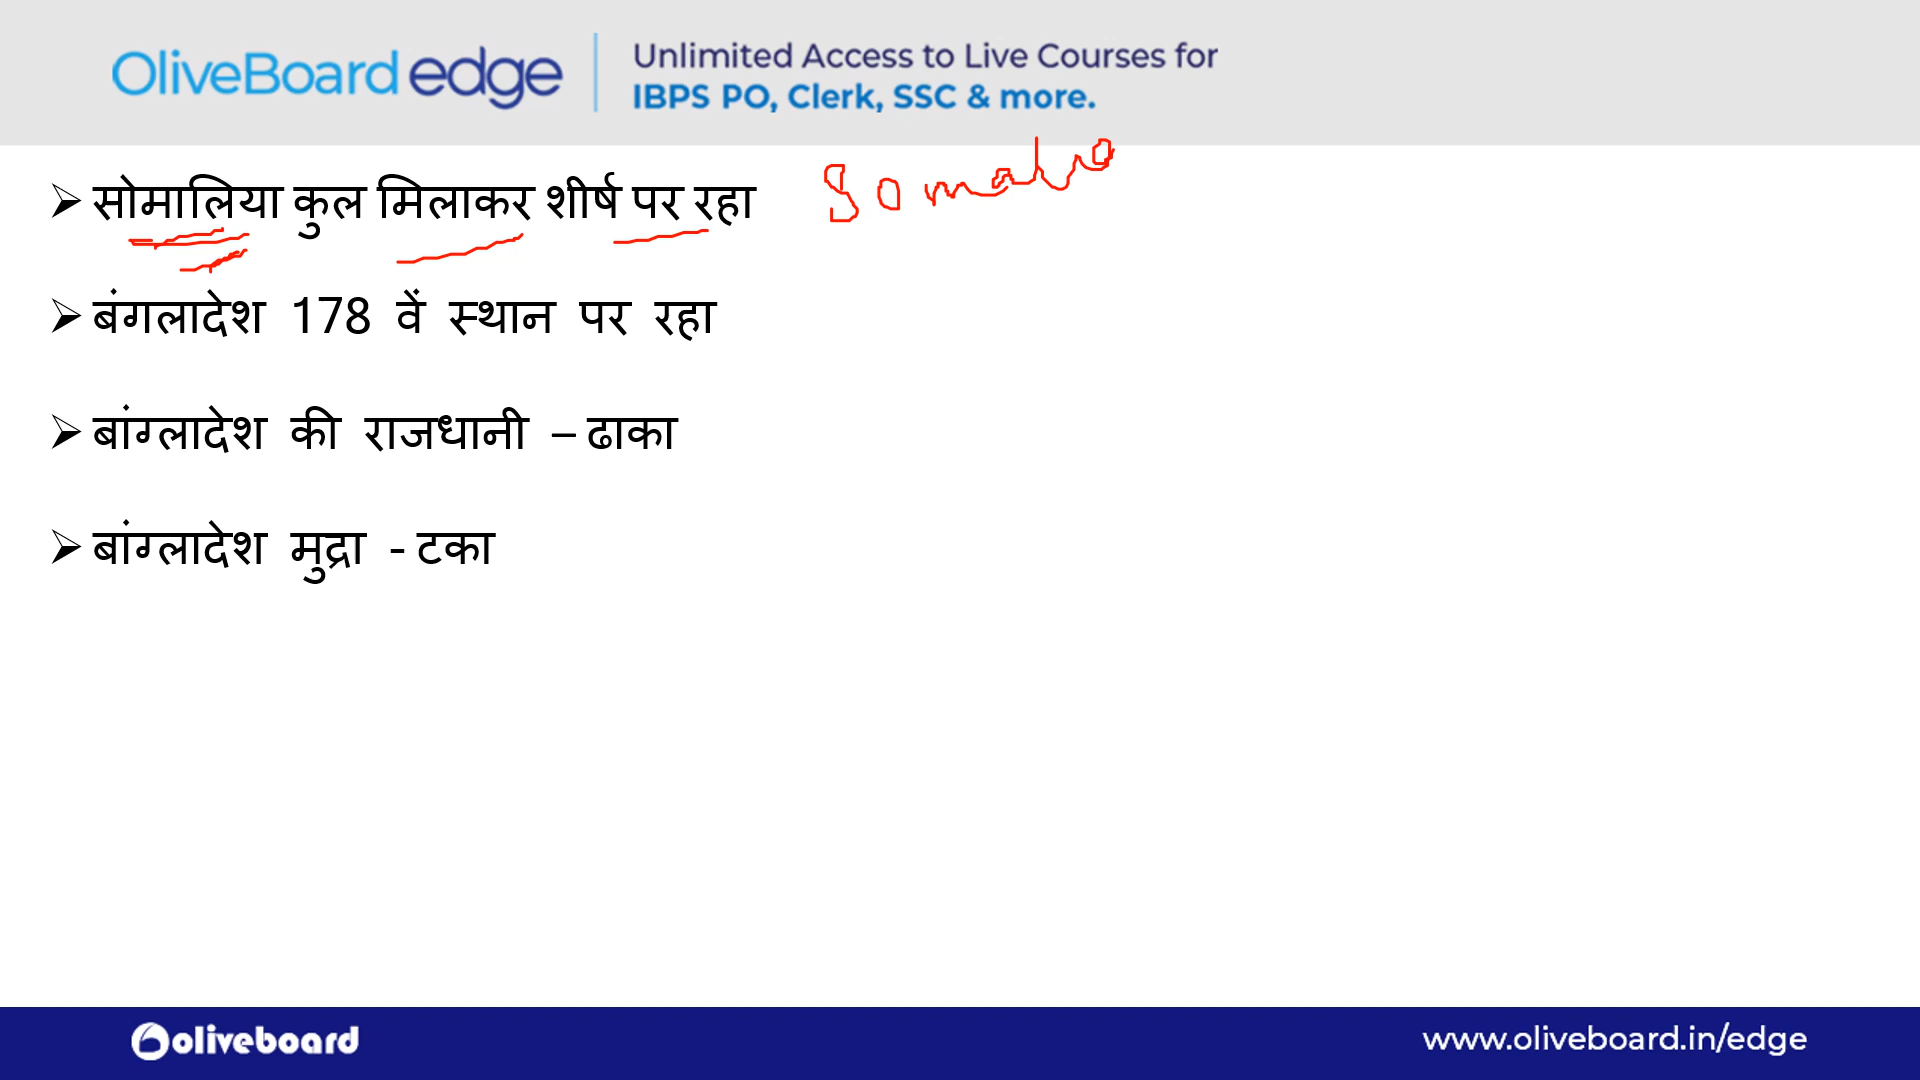 OliveBoard edge
Unlimited Access to Live Courses for
IBPS PO, Clerk, SSC & more.
➢ सोमालिया कुल मिलाकर शीर्ष पर रहा
➢ बंगलादेश 178 वें स्थान पर रहा
➢ बांग्लादेश की राजधानी – ढाका
➢ बांग्लादेश मुद्रा - टका
oliveboard
www.oliveboard.in/edge